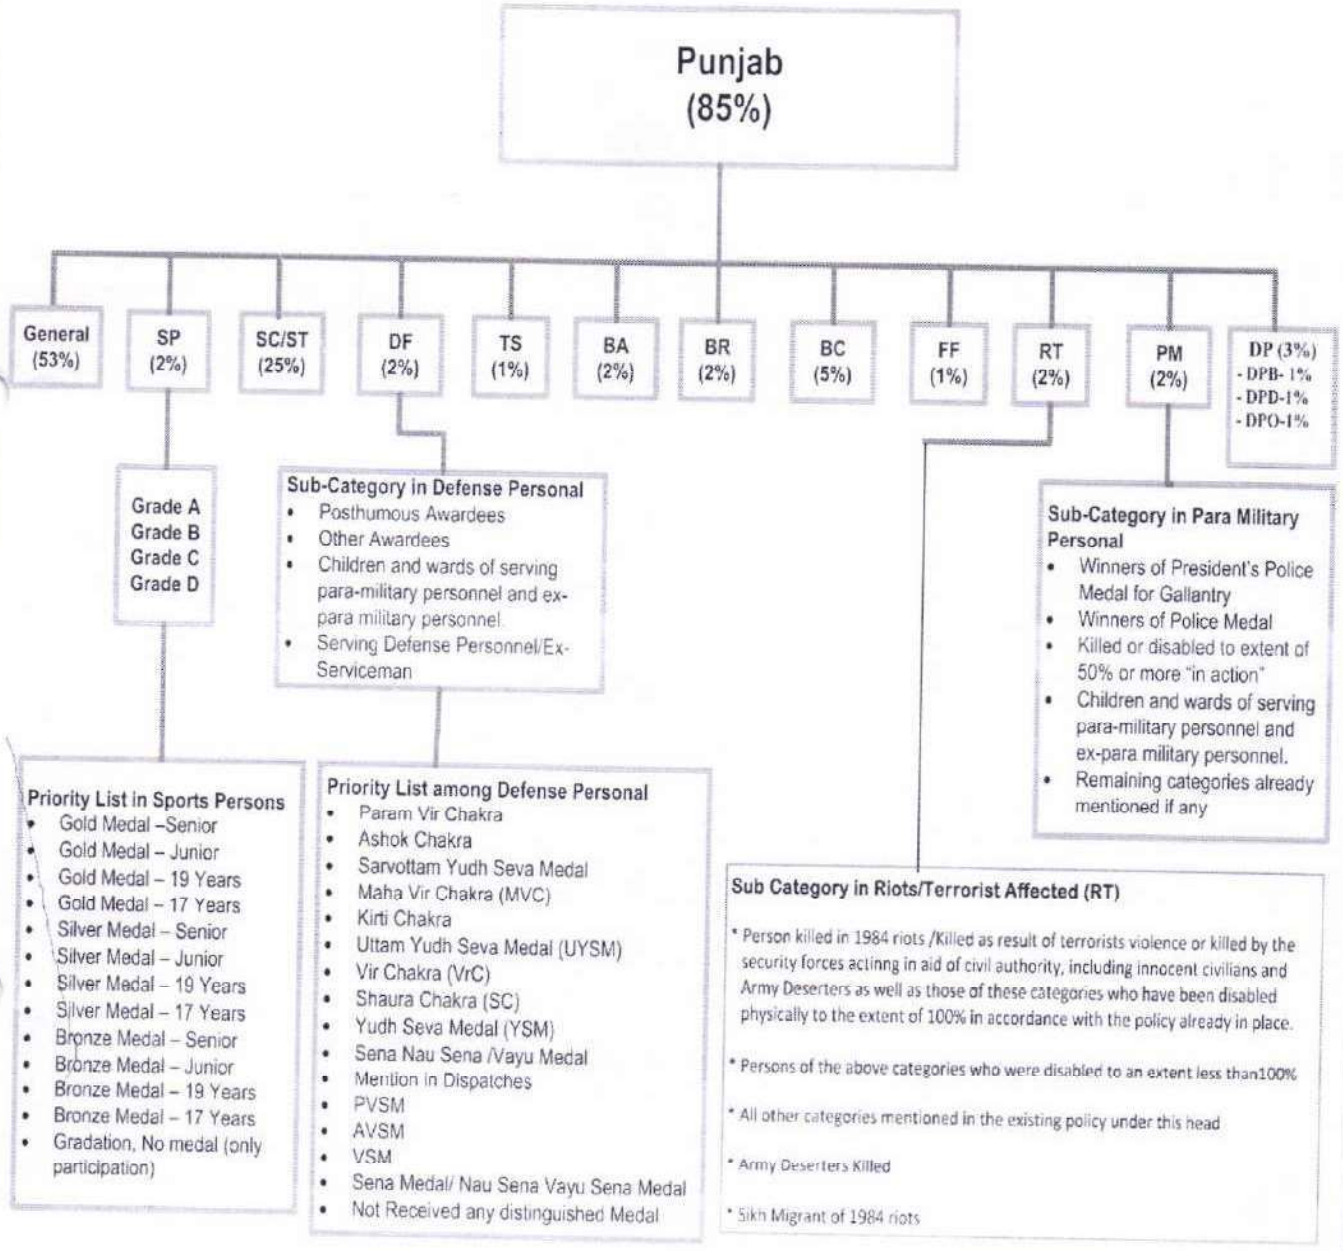 Punjab
(85%)
General
(53%)
SP
(2%)
SC/ST
(25%)
DF
(2%)
TS
(1%)
BA
(2%)
BR
(2%)
BC
(5%)
FF
(1%)
RT
(2%)
PM
(2%)
DP (3%)
- DPB- 1%
- DPD-1%
- DPO-1%
Grade A
Grade B
Grade C
Grade D
Sub-Category in Defense Personal
• Posthumous Awardees
• Other Awardees
• Children and wards of serving
para-military personnel and ex-
para military personnel.
• Serving Defense Personnel/Ex-
Serviceman
Sub-Category in Para Military
Personal
• Winners of President's Police
Medal for Gallantry
• Winners of Police Medal
• Killed or disabled to extent of
50% or more "in action"
• Children and wards of serving
para-military personnel and
ex-para military personnel.
• Remaining categories already
mentioned if any
Priority List in Sports Persons
• Gold Medal –Senior
• Gold Medal – Junior
• Gold Medal – 19 Years
• Gold Medal – 17 Years
• Silver Medal – Senior
• Silver Medal – Junior
• Silver Medal – 19 Years
• Silver Medal – 17 Years
• Bronze Medal – Senior
• Bronze Medal – Junior
• Bronze Medal – 19 Years
• Bronze Medal – 17 Years
• Gradation, No medal (only
participation)
Priority List among Defense Personal
• Param Vir Chakra
• Ashok Chakra
• Sarvottam Yudh Seva Medal
• Maha Vir Chakra (MVC)
• Kirti Chakra
• Uttam Yudh Seva Medal (UYSM)
• Vir Chakra (VrC)
• Shaura Chakra (SC)
• Yudh Seva Medal (YSM)
• Sena Nau Sena /Vayu Medal
• Mention in Dispatches
• PVSM
• AVSM
• VSM
• Sena Medal/ Nau Sena Vayu Sena Medal
• Not Received any distinguished Medal
Sub Category in Riots/Terrorist Affected (RT)
* Person killed in 1984 riots /Killed as result of terrorists violence or killed by the
security forces actinng in aid of civil authority, including innocent civilians and
Army Deserters as well as those of these categories who have been disabled
physically to the extent of 100% in accordance with the policy already in place.
* Persons of the above categories who were disabled to an extent less than100%
* All other categories mentioned in the existing policy under this head
* Army Deserters Killed
* Sikh Migrant of 1984 riots